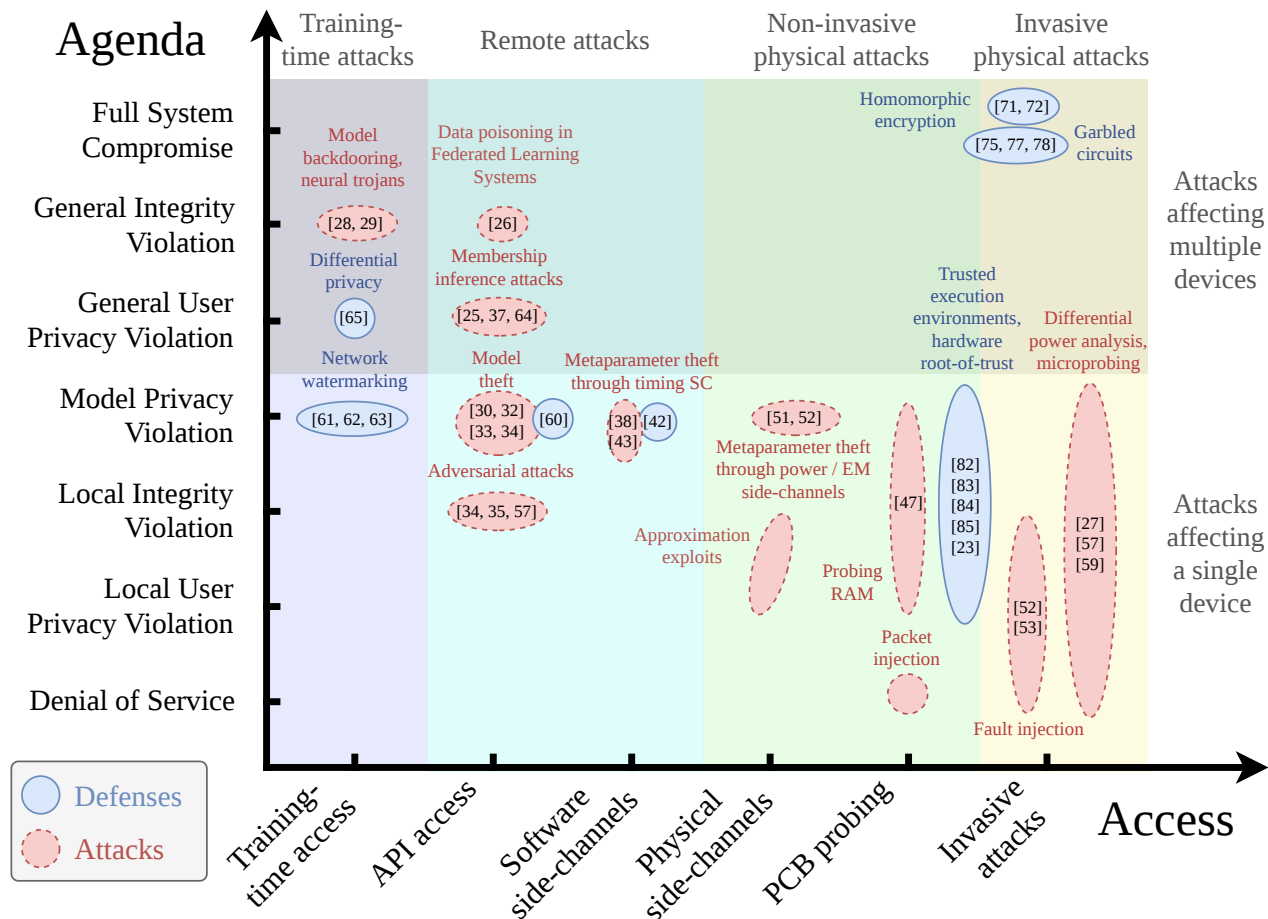 Agenda
Training-
time attacks
Remote attacks
Non-invasive
physical attacks
Invasive
physical attacks
Full System
Compromise
General Integrity
Violation
General User
Privacy Violation
Model Privacy
Violation
Local Integrity
Violation
Local User
Privacy Violation
Denial of Service
Model
backdooring,
neural trojans
[28, 29]
Differential
privacy
[65]
Network
watermarking
[61, 62, 63]
Data poisoning in
Federated Learning
Systems
[26]
Membership
inference attacks
[25, 37, 64]
Model
theft
[30, 32]
[33, 34]
[60]
Adversarial attacks
[34, 35, 57]
Metaparameter theft
through timing SC
[38]
[43]
[42]
[51, 52]
Metaparameter theft
through power / EM
side-channels
Approximation
exploits
Probing
RAM
[47]
Packet
injection
Homomorphic
encryption
[71, 72]
[75, 77, 78]
Garbled
circuits
Trusted
execution
environments,
hardware
root-of-trust
[82]
[83]
[84]
[85]
[23]
Differential
power analysis,
microprobing
[27]
[57]
[59]
[52]
[53]
Fault injection
Attacks
affecting
multiple
devices
Attacks
affecting
a single
device
Defenses
Attacks
Training-
time access
API access
Software
side-channels
Physical
side-channels
PCB probing
Invasive
attacks
Access